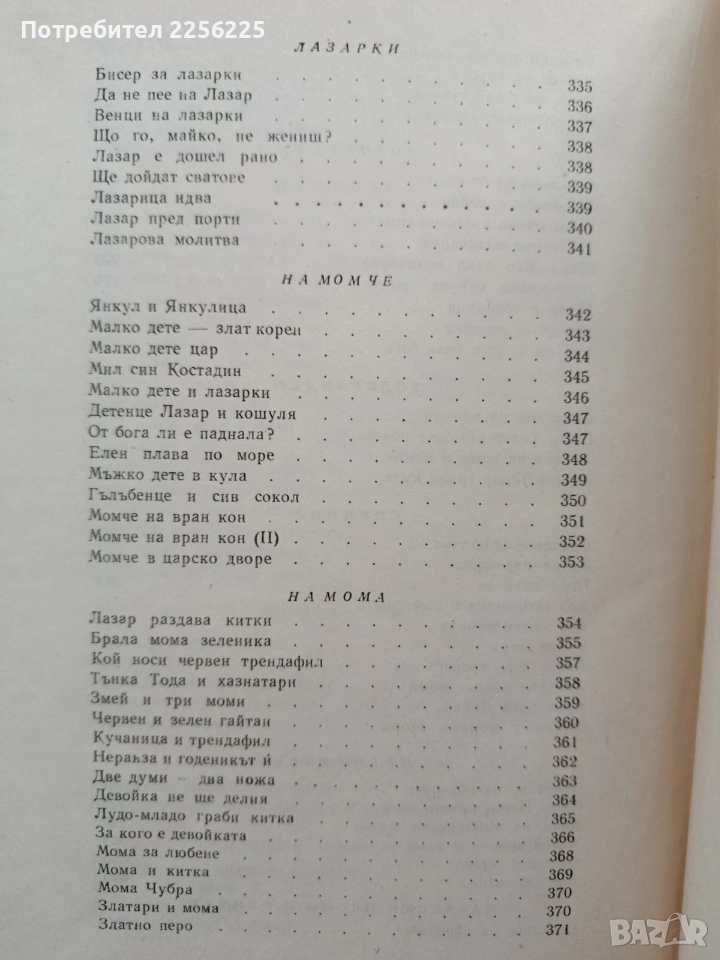 Потребител 2256225
ЛАЗАРКИ
Бисер за лазарки . . . . . . . . . . . . 335
Да не пее на Лазар . . . . . . . . . . . . 336
Венци на лазарки . . . . . . . . . . . . 337
Що го, майко, не жениш? . . . . . . . . . . 338
Лазар е дошел рано . . . . . . . . . . . 338
Ще дойдат сватове . . . . . . . . . . . . 339
Лазарица идва . . . . . . . . . . . . 339
Лазар пред порти . . . . . . . . . . . . 340
Лазарова молитва . . . . . . . . . . . . 341
НА МОМЧЕ
Янкул и Янкулица . . . . . . . . . . . . 342
Малко дете — злат корен . . . . . . . . . . 343
Малко дете цар . . . . . . . . . . . . . 344
Мил син Костадин . . . . . . . . . . . . 345
Малко дете и лазарки . . . . . . . . . . . 346
Детенце Лазар и кошуля . . . . . . . . . . 347
От бога ли е паднала? . . . . . . . . . . . 347
Елен плава по море . . . . . . . . . . . 348
Мъжко дете в кула . . . . . . . . . . . . 349
Гълъбенце и сив сокол . . . . . . . . . . 350
Момче на вран кон . . . . . . . . . . . . 351
Момче на вран кон (II) . . . . . . . . . . . 352
Момче в царско дворе . . . . . . . . . . . 353
НА МОМА
Лазар раздава китки . . . . . . . . . . . 354
Брала мома зеленика . . . . . . . . . . . 355
Кой носи червен трендафил . . . . . . . . . 357
Тънка Тода и хазнатари . . . . . . . . . . 358
Змей и три моми . . . . . . . . . . . . 359
Червен и зелен гайтан . . . . . . . . . . . 360
Кучаница и трендафил . . . . . . . . . . . 361
Неранза и годеникът ѝ . . . . . . . . . . . 362
Две думи — два ножа . . . . . . . . . . . 363
Девойка не ще делия . . . . . . . . . . . 364
Лудо-младо граби китка . . . . . . . . . . 365
За кого е девойката . . . . . . . . . . . 366
Мома за любене . . . . . . . . . . . . 368
Мома и китка . . . . . . . . . . . . . 369
Мома Чубра . . . . . . . . . . . . . 370
Златари и мома . . . . . . . . . . . . 370
Златно перо . . . . . . . . . . . . . 371
BAZAR